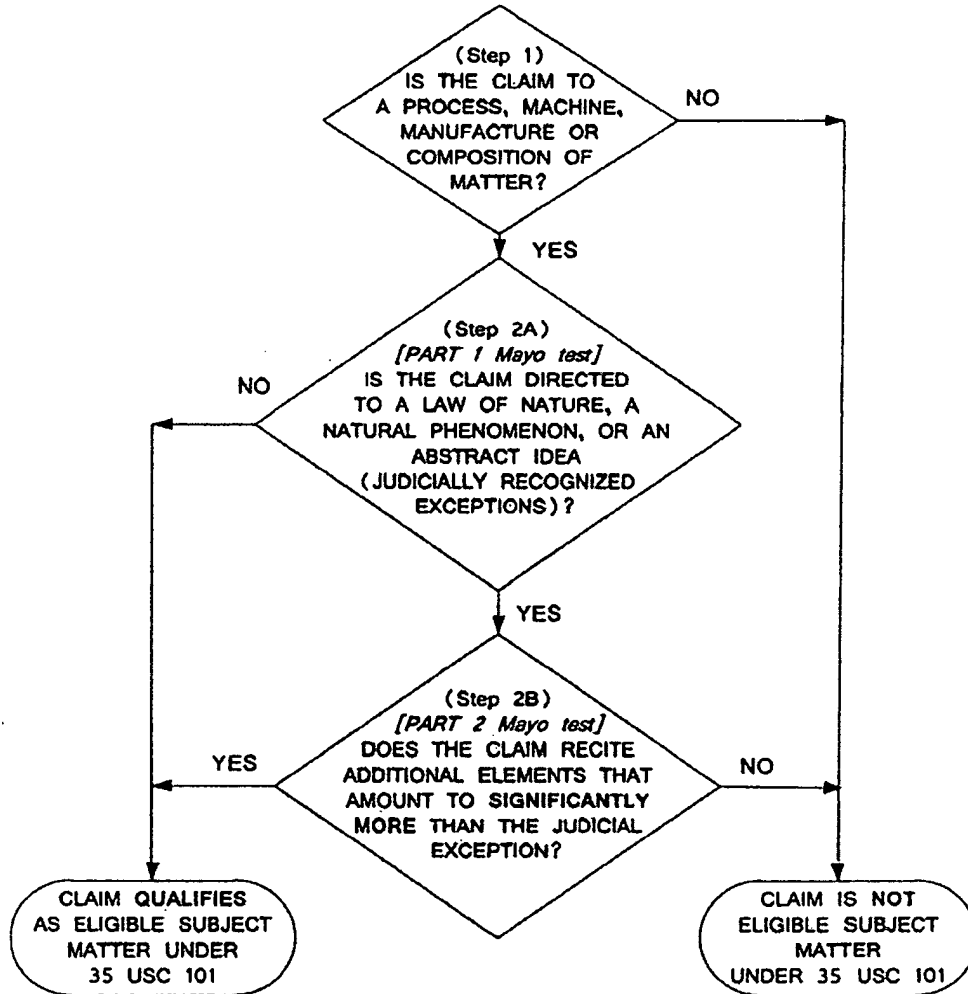 (Step 1)
IS THE CLAIM TO
A PROCESS, MACHINE,
MANUFACTURE OR
COMPOSITION OF
MATTER?
NO
YES
(Step 2A)
[PART 1 Mayo test]
IS THE CLAIM DIRECTED
TO A LAW OF NATURE, A
NATURAL PHENOMENON, OR AN
ABSTRACT IDEA
(JUDICIALLY RECOGNIZED
EXCEPTIONS)?
NO
YES
(Step 2B)
[PART 2 Mayo test]
DOES THE CLAIM RECITE
ADDITIONAL ELEMENTS THAT
AMOUNT TO SIGNIFICANTLY
MORE THAN THE JUDICIAL
EXCEPTION?
YES
NO
CLAIM QUALIFIES
AS ELIGIBLE SUBJECT
MATTER UNDER
35 USC 101
CLAIM IS NOT
ELIGIBLE SUBJECT
MATTER
UNDER 35 USC 101